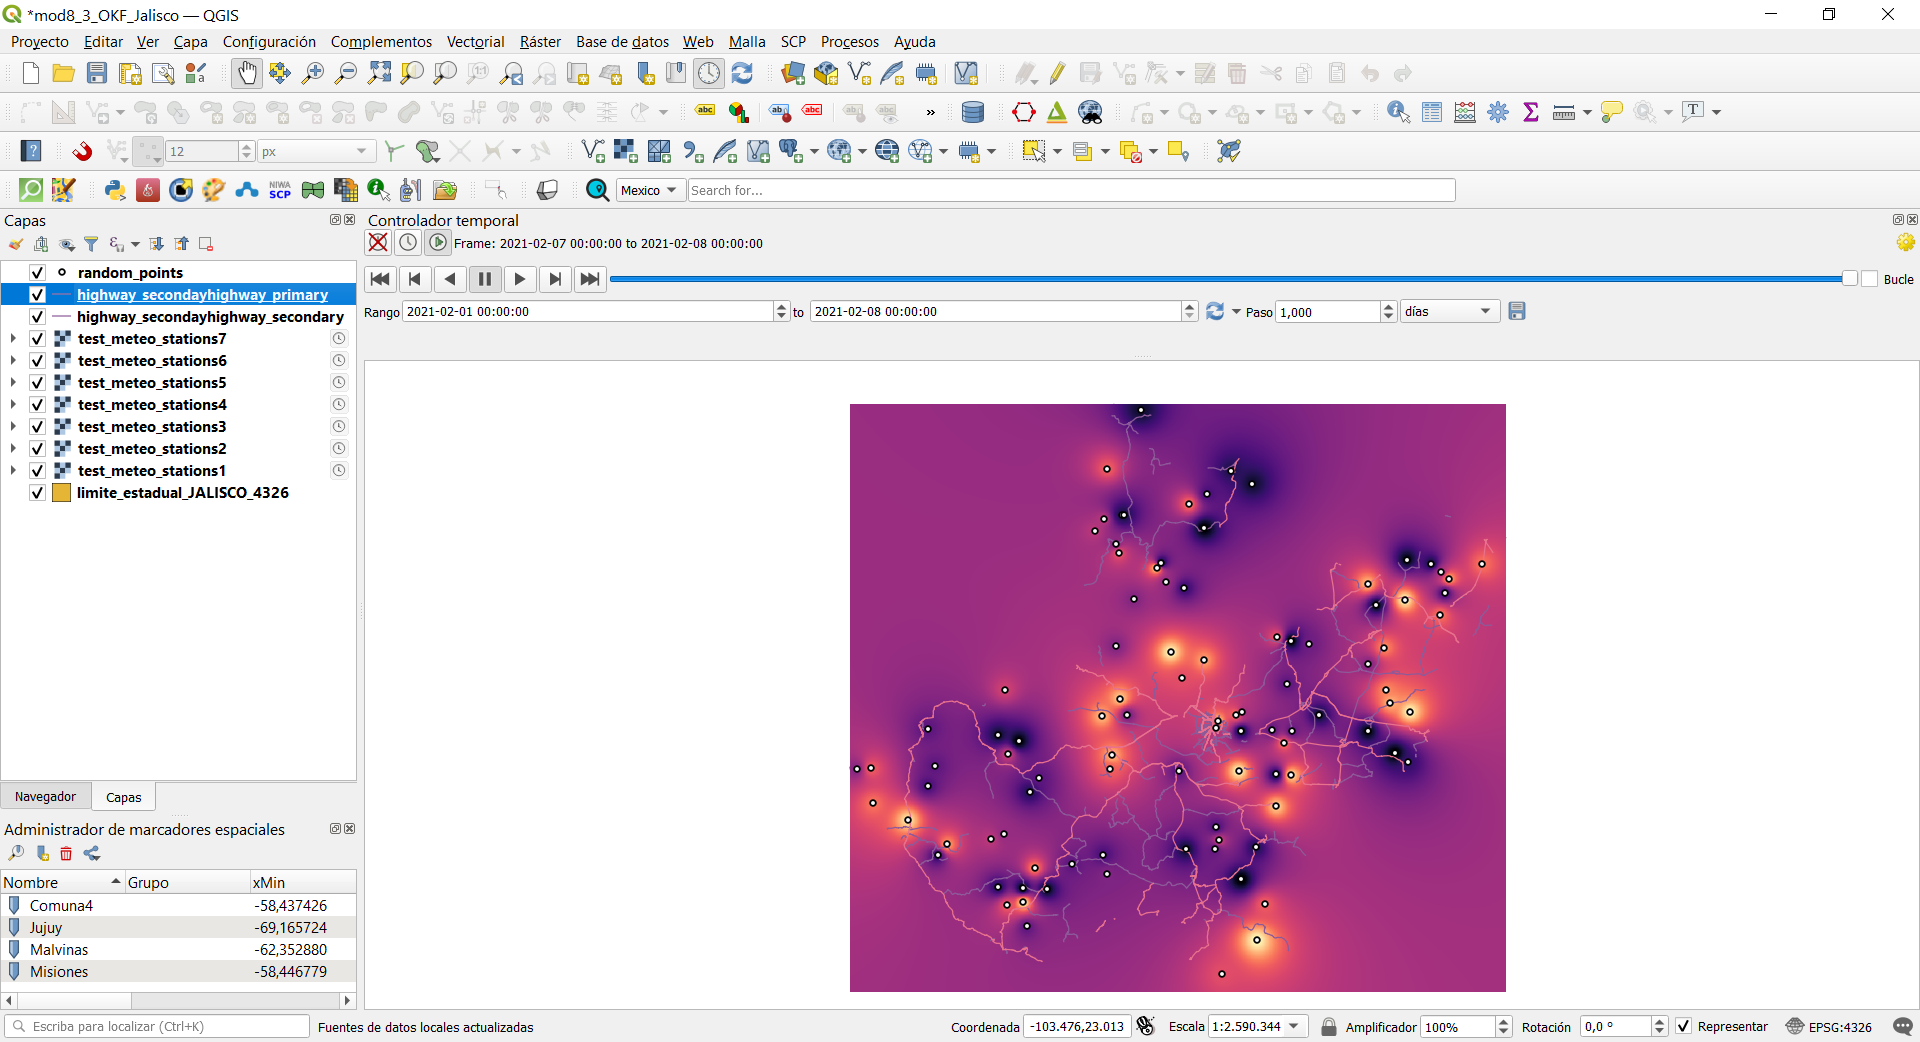 *mod8_3_OKF_Jalisco — QGIS
Proyecto Editar Ver Capa Configuración Complementos Vectorial Ráster Base de datos Web Malla SCP Procesos Ayuda
abc abc abc
12 px
NIWA SCP Mexico Search for...
Capas
Controlador temporal
Frame: 2021-02-07 00:00:00 to 2021-02-08 00:00:00
Bucle
Rango 2021-02-01 00:00:00 to 2021-02-08 00:00:00 Paso 1,000 días
random_points
highway_secondayhighway_primary
highway_secondayhighway_secondary
test_meteo_stations7
test_meteo_stations6
test_meteo_stations5
test_meteo_stations4
test_meteo_stations3
test_meteo_stations2
test_meteo_stations1
limite_estadual_JALISCO_4326
Navegador Capas
Administrador de marcadores espaciales
Nombre Grupo xMin
Comuna4 -58,437426
Jujuy -69,165724
Malvinas -62,352880
Misiones -58,446779
Escriba para localizar (Ctrl+K) Fuentes de datos locales actualizadas Coordenada -103.476,23.013 Escala 1:2.590.344 Amplificador 100% Rotación 0,0 ° Representar EPSG:4326